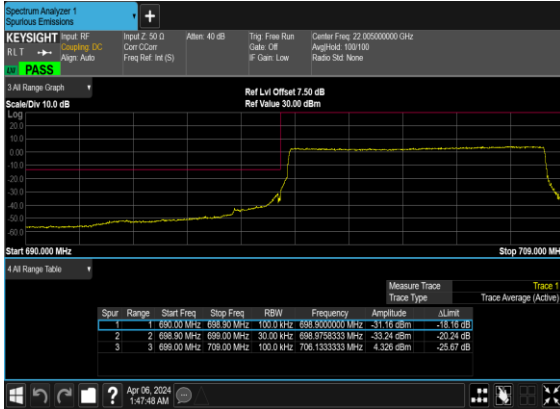 Spectrum Analyzer 1
Spurious Emissions
KEYSIGHT
RLT
PASS
Input: RF
Coupling: DC
Align: Auto
Input Z: 50 Ω
Corr CCorr
Freq Ref: Int (S)
Atten: 40 dB
Trig: Free Run
Gate: Off
IF Gain: Low
Center Freq: 22.005000000 GHz
Avg|Hold: 100/100
Radio Std: None
3 All Range Graph
Scale/Div 10.0 dB
Ref Lvl Offset 7.50 dB
Ref Value 30.00 dBm
Log
20.0
10.0
0.00
-10.0
-20.0
-30.0
-40.0
-50.0
-60.0
Start 690.000 MHz
Stop 709.000 MH
4 All Range Table
Measure Trace Trace 1
Trace Type Trace Average (Active)
Spur Range Start Freq Stop Freq RBW Frequency Amplitude ΔLimit
1 1 690.00 MHz 698.90 MHz 100.0 kHz 698.9000000 MHz -31.16 dBm -18.16 dB
2 2 698.90 MHz 699.00 MHz 30.00 kHz 698.9758333 MHz -33.24 dBm -20.24 dB
3 3 699.00 MHz 709.00 MHz 100.0 kHz 706.1333333 MHz 4.326 dBm -25.67 dB
Apr 06, 2024
1:47:48 AM